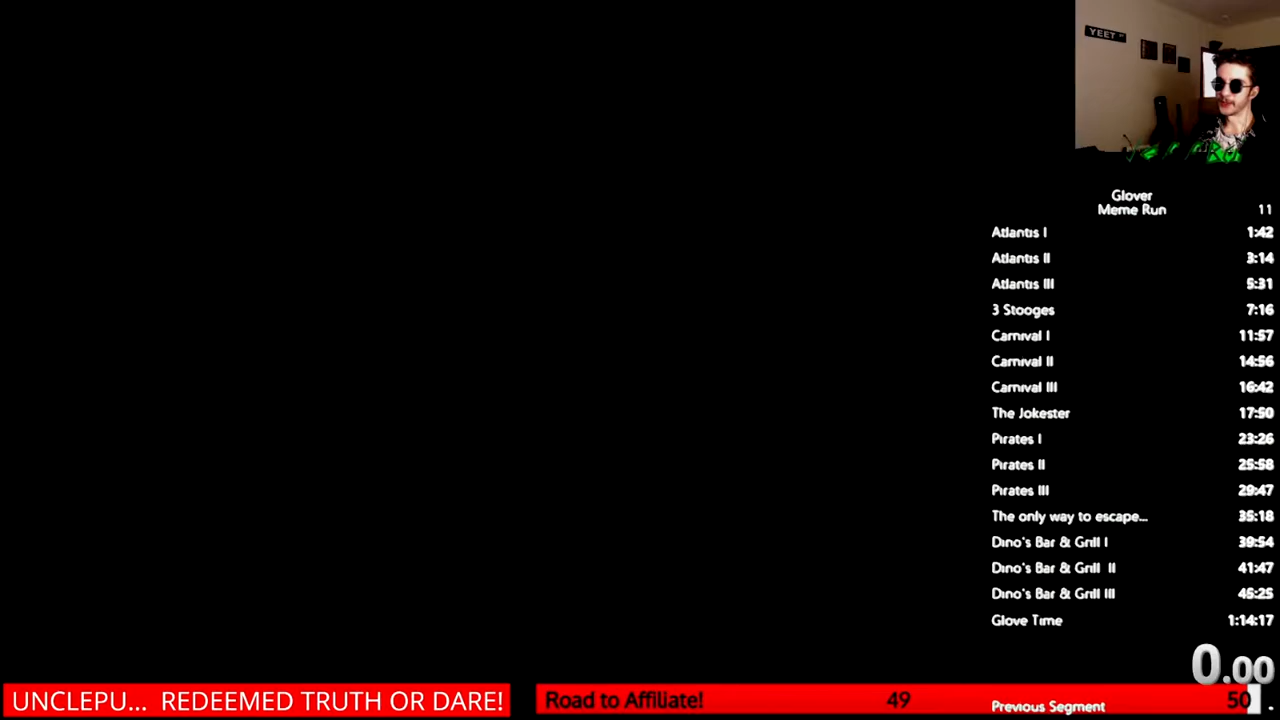 YEET
Glover
Meme Run 11
Atlantis I 1:42
Atlantis II 3:14
Atlantis III 5:31
3 Stooges 7:16
Carnival I 11:57
Carnival II 14:56
Carnival III 16:42
The Jokester 17:50
Pirates I 23:26
Pirates II 25:58
Pirates III 29:47
The only way to escape... 35:18
Dino's Bar & Grill I 39:54
Dino's Bar & Grill II 41:47
Dino's Bar & Grill III 45:25
Glove Time 1:14:17
0.00
UNCLEPU... REDEEMED TRUTH OR DARE!
Road to Affiliate! 49 50
Previous Segment -